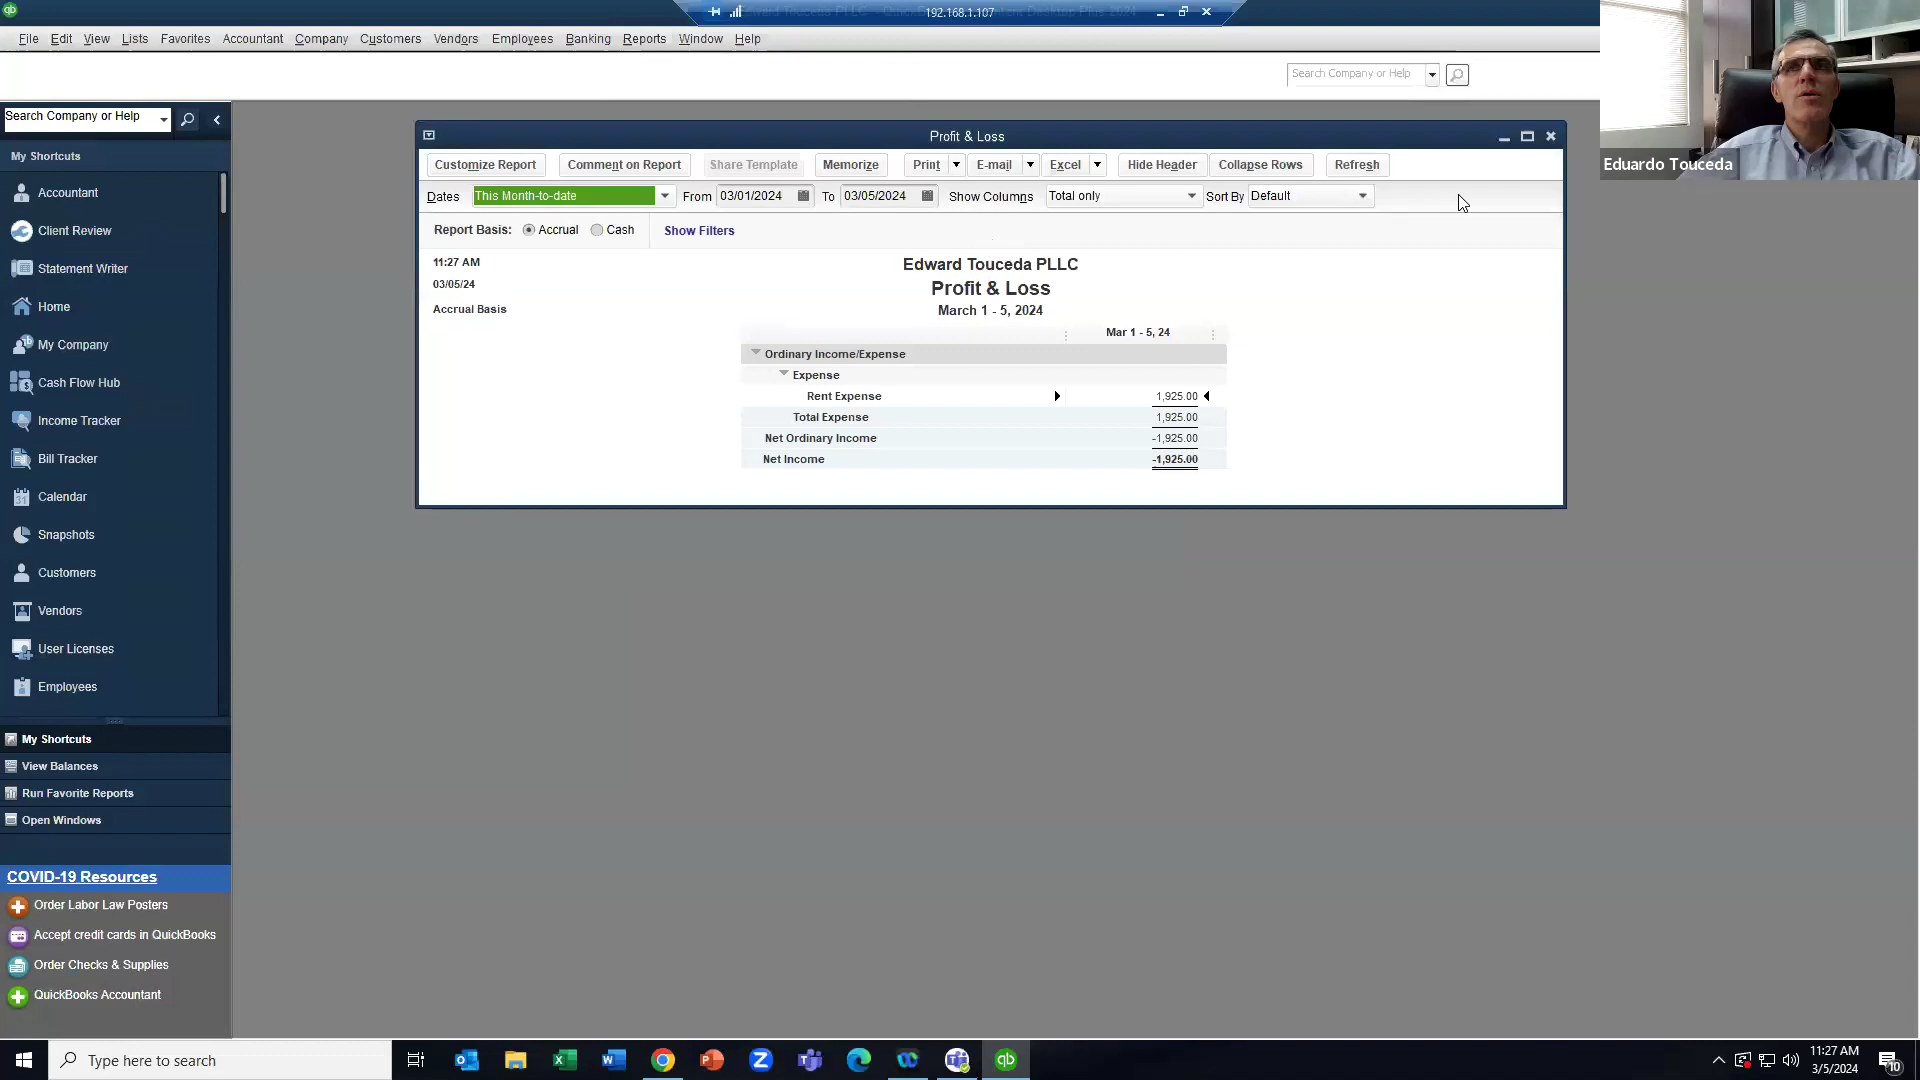 192.168.1.107
File Edit View Lists Favorites Accountant Company Customers Vendors Employees Banking Reports Window Help
Search Company or Help
Eduardo Touceda
Search Company or Help
My Shortcuts
Accountant
Client Review
Statement Writer
Home
My Company
Cash Flow Hub
Income Tracker
Bill Tracker
Calendar
Snapshots
Customers
Vendors
User Licenses
Employees
My Shortcuts
View Balances
Run Favorite Reports
Open Windows
COVID-19 Resources
Order Labor Law Posters
Accept credit cards in QuickBooks
Order Checks & Supplies
QuickBooks Accountant
Profit & Loss
Customize Report Comment on Report Share Template Memorize Print E-mail Excel Hide Header Collapse Rows Refresh
Dates This Month-to-date From 03/01/2024 To 03/05/2024 Show Columns Total only Sort By Default
Report Basis: Accrual Cash Show Filters
11:27 AM
03/05/24
Accrual Basis
Edward Touceda PLLC
Profit & Loss
March 1 - 5, 2024
Mar 1 - 5, 24
Ordinary Income/Expense
Expense
Rent Expense 1,925.00
Total Expense 1,925.00
Net Ordinary Income -1,925.00
Net Income -1,925.00
Type here to search
11:27 AM
3/5/2024
10